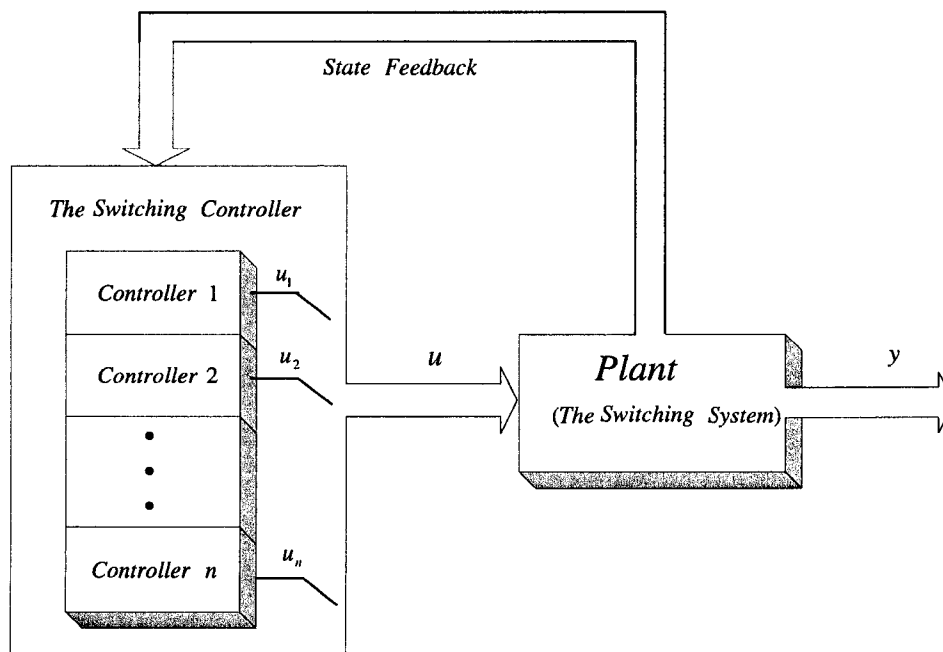 State Feedback
The Switching Controller
Controller 1
u₁
Controller 2
u₂
Controller n
uₙ
u
Plant
(The Switching System)
y